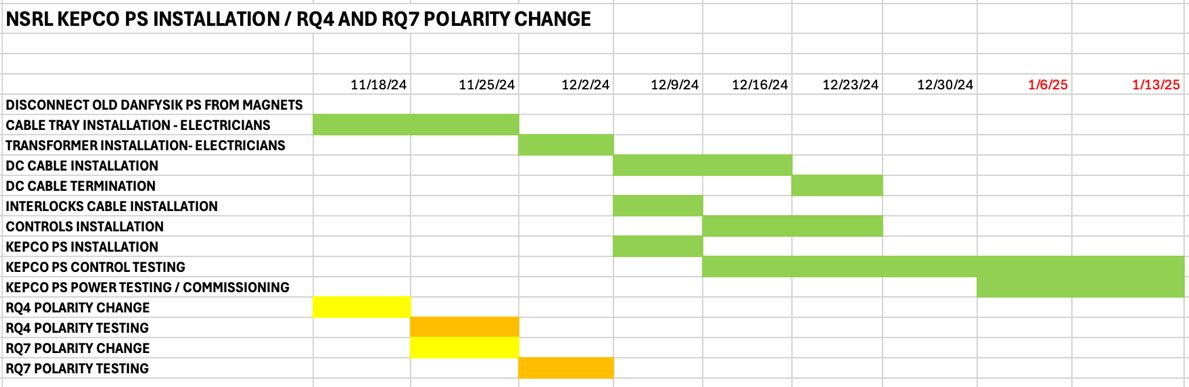 NSRL KEPCO PS INSTALLATION / RQ4 AND RQ7 POLARITY CHANGE
11/18/24 11/25/24 12/2/24 12/9/24 12/16/24 12/23/24 12/30/24 1/6/25 1/13/25
DISCONNECT OLD DANFYSIK PS FROM MAGNETS
CABLE TRAY INSTALLATION - ELECTRICIANS
TRANSFORMER INSTALLATION- ELECTRICIANS
DC CABLE INSTALLATION
DC CABLE TERMINATION
INTERLOCKS CABLE INSTALLATION
CONTROLS INSTALLATION
KEPCO PS INSTALLATION
KEPCO PS CONTROL TESTING
KEPCO PS POWER TESTING / COMMISSIONING
RQ4 POLARITY CHANGE
RQ4 POLARITY TESTING
RQ7 POLARITY CHANGE
RQ7 POLARITY TESTING